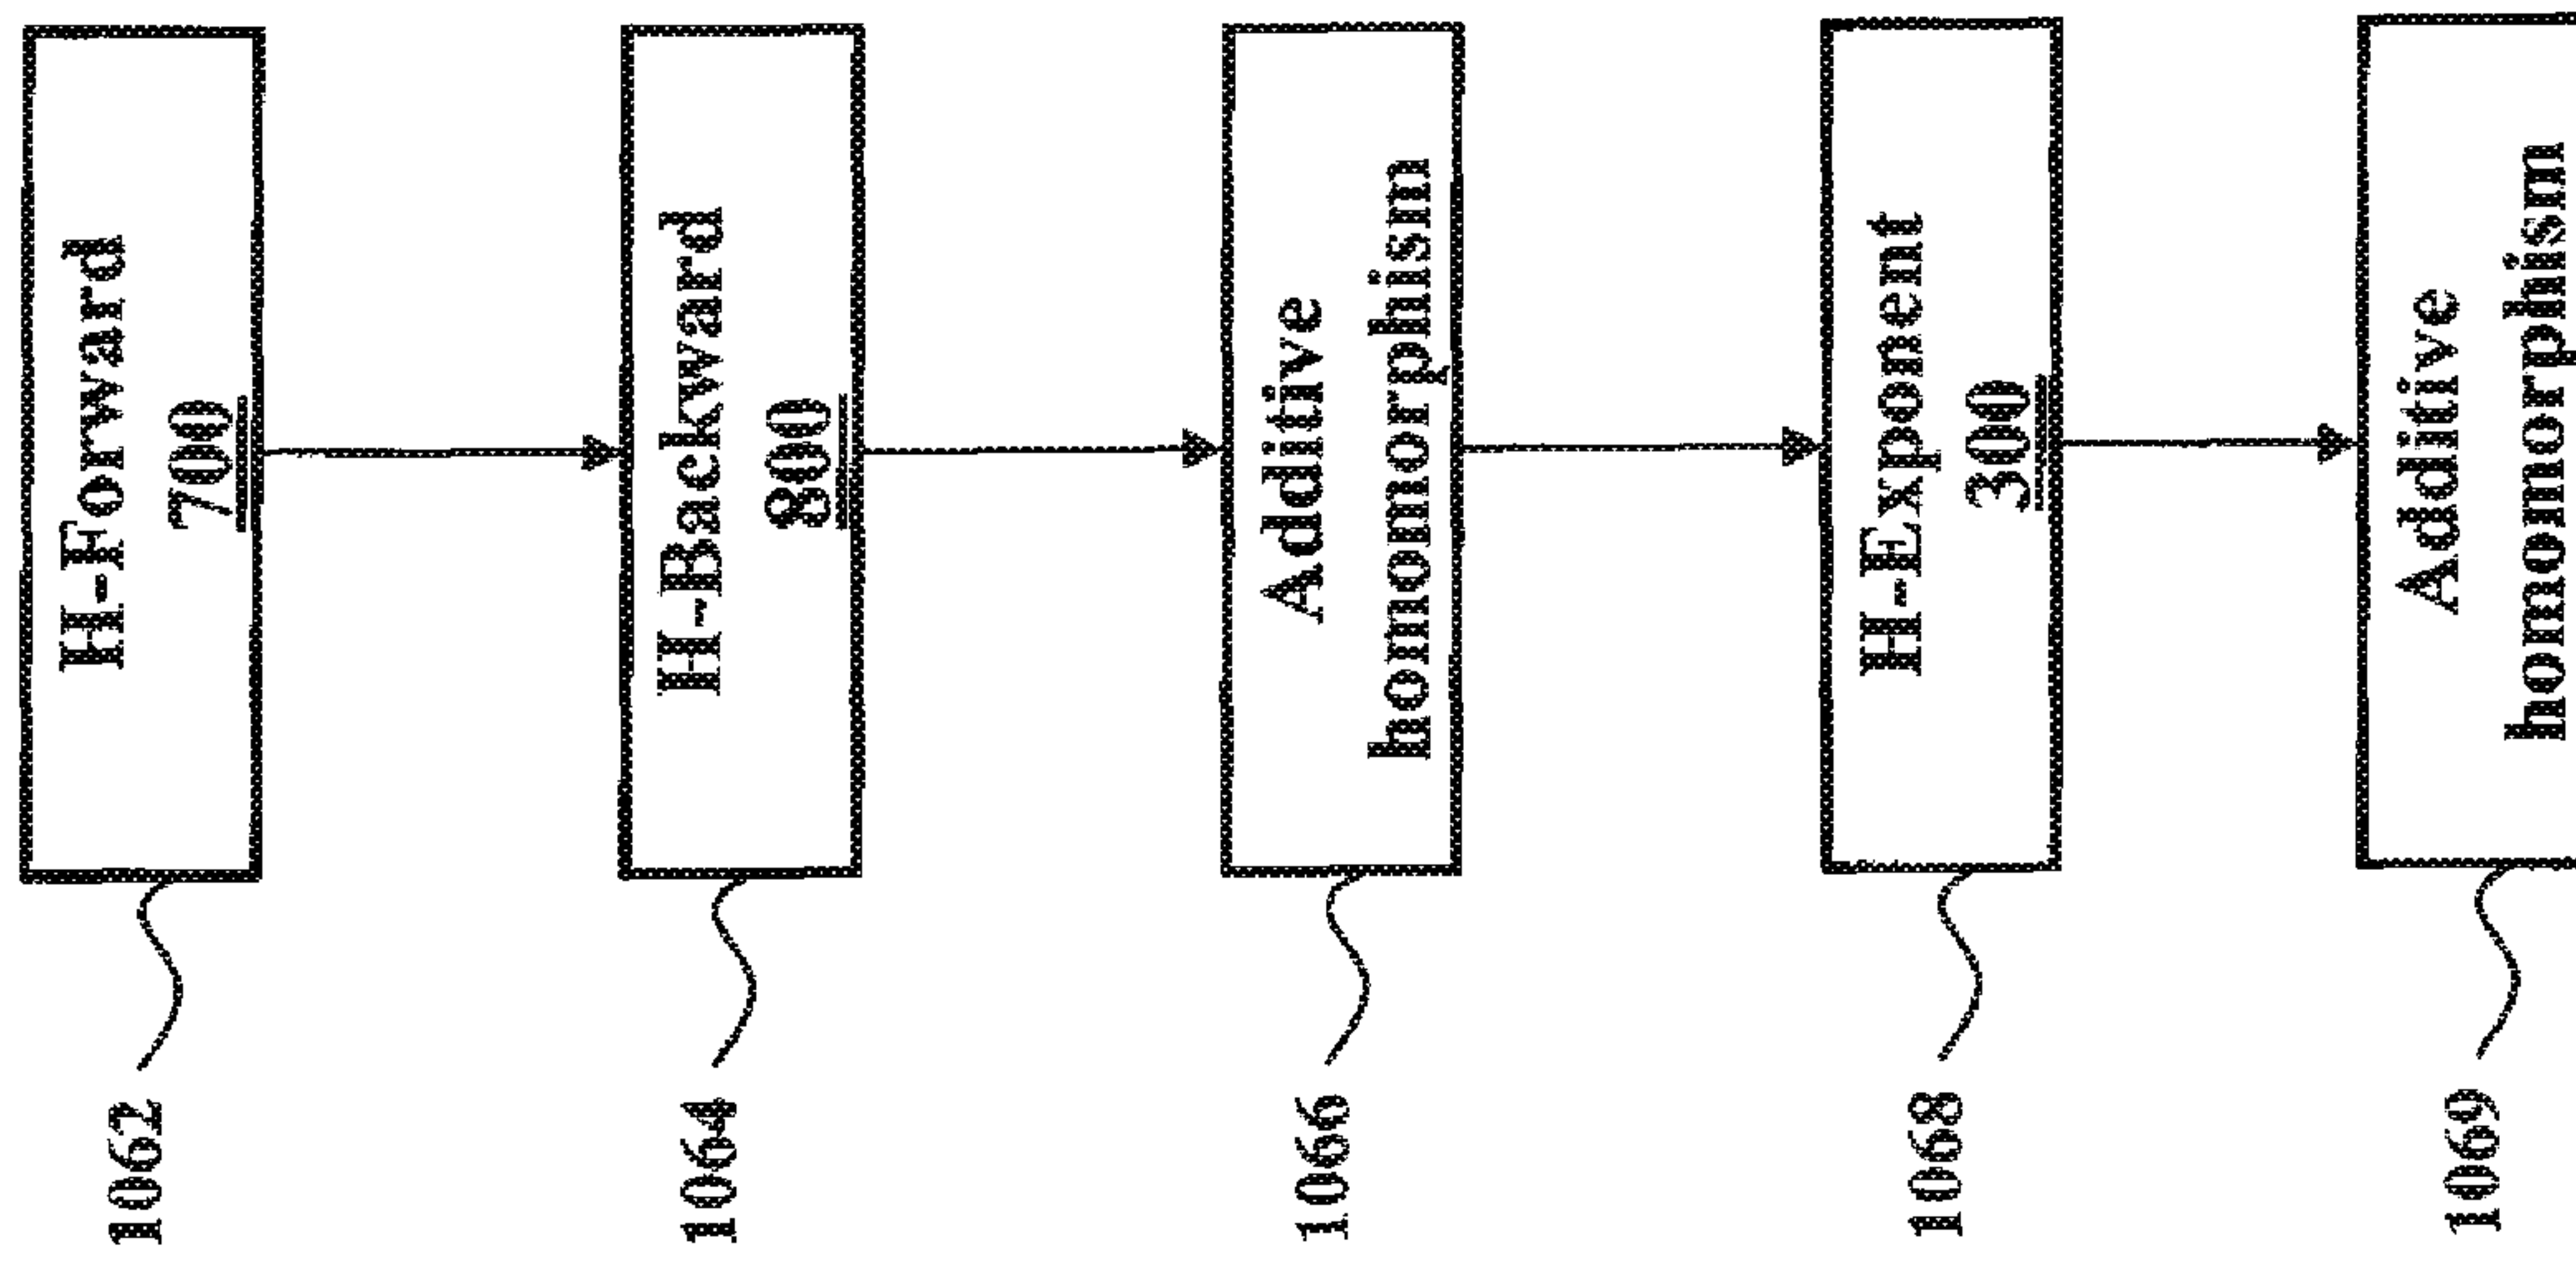 H-Forward
700
1062
H-Backward
800
1064
Additive
homomorphism
1066
H-Exponent
300
1068
Additive
homomorphism
1069